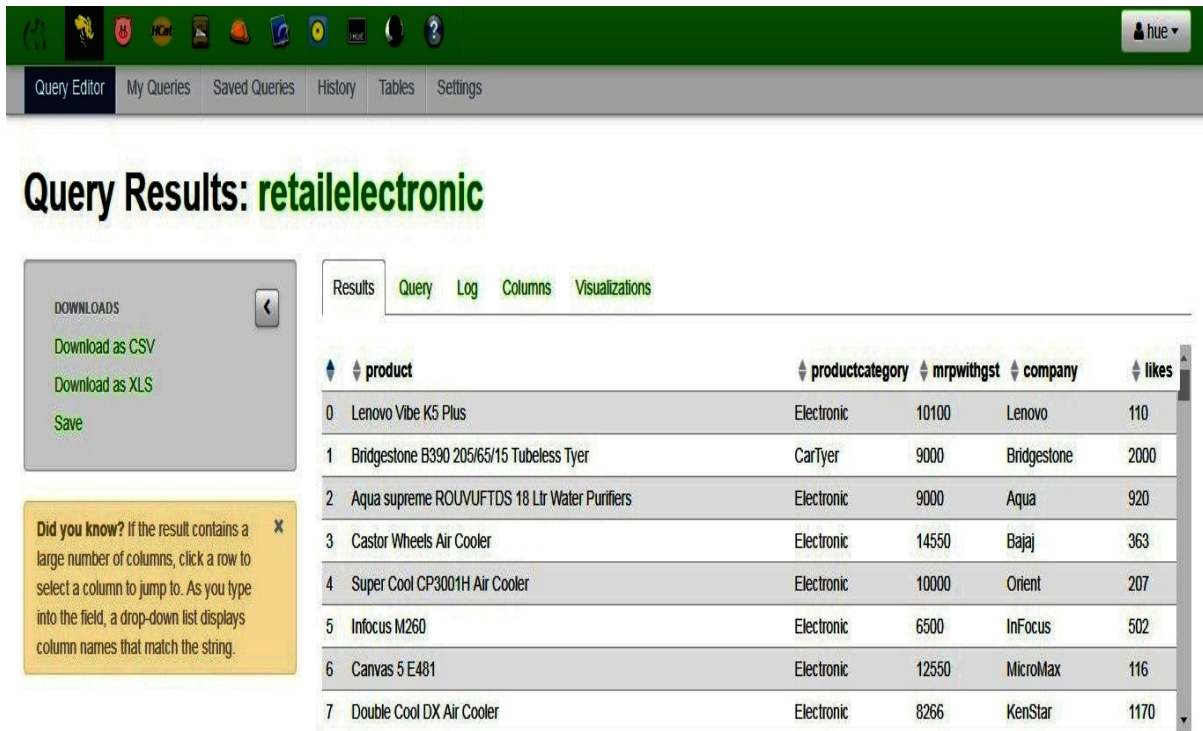 HCat
HUE
?
hue
Query Editor My Queries Saved Queries History Tables Settings
Query Results: retailelectronic
DOWNLOADS
Download as CSV
Download as XLS
Save
Did you know? If the result contains a
large number of columns, click a row to
select a column to jump to. As you type
into the field, a drop-down list displays
column names that match the string.
Results Query Log Columns Visualizations
product productcategory mrpwithgst company likes
0 Lenovo Vibe K5 Plus Electronic 10100 Lenovo 110
1 Bridgestone B390 205/65/15 Tubeless Tyer CarTyer 9000 Bridgestone 2000
2 Aqua supreme ROUVUFTDS 18 Ltr Water Purifiers Electronic 9000 Aqua 920
3 Castor Wheels Air Cooler Electronic 14550 Bajaj 363
4 Super Cool CP3001H Air Cooler Electronic 10000 Orient 207
5 Infocus M260 Electronic 6500 InFocus 502
6 Canvas 5 E481 Electronic 12550 MicroMax 116
7 Double Cool DX Air Cooler Electronic 8266 KenStar 1170